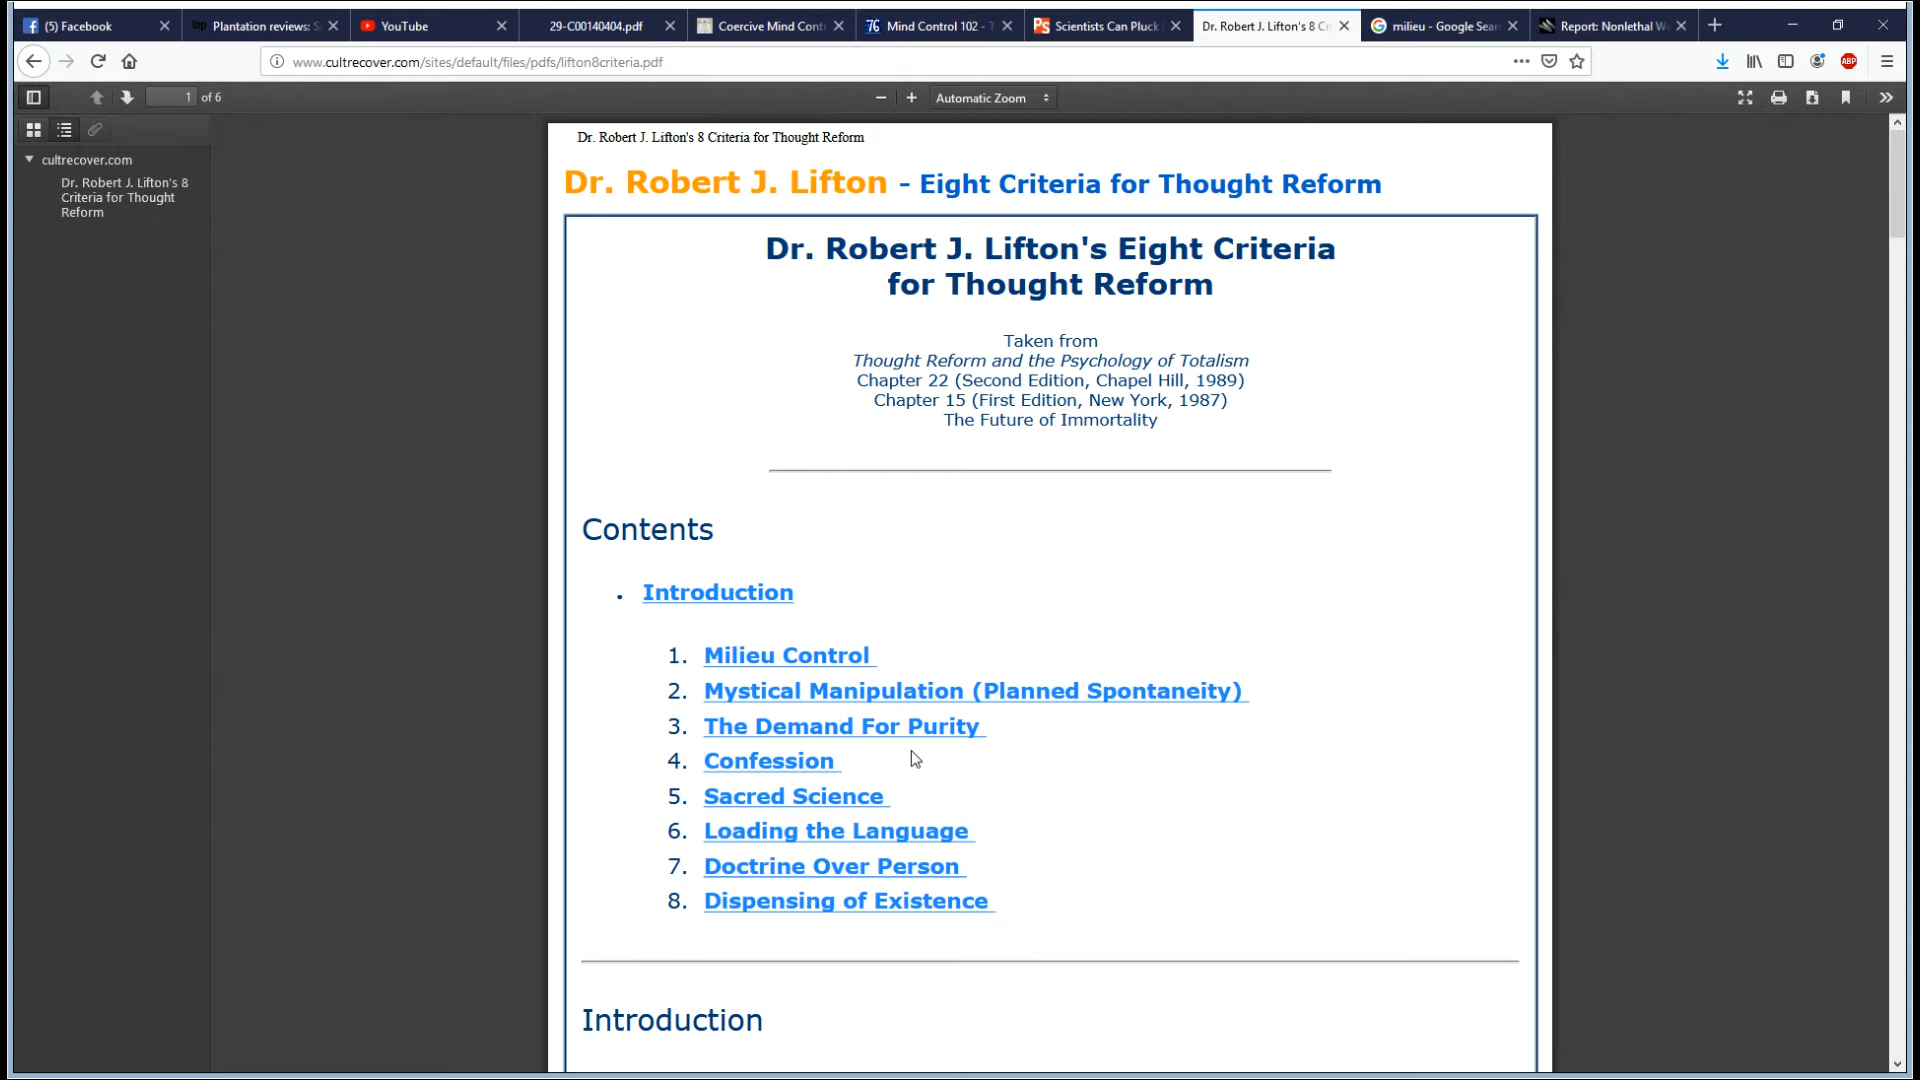 (5) Facebook
Plantation reviews: S
YouTube
29-C00140404.pdf
Coercive Mind Contr
Mind Control 102 - T
Scientists Can Pluck
Dr. Robert J. Lifton's 8 Cr
milieu - Google Sear
Report: Nonlethal W
www.cultrecover.com/sites/default/files/pdfs/lifton8criteria.pdf
ABP
1 of 6
Automatic Zoom
cultrecover.com
Dr. Robert J. Lifton's 8
Criteria for Thought
Reform
Dr. Robert J. Lifton's 8 Criteria for Thought Reform
Dr. Robert J. Lifton - Eight Criteria for Thought Reform
Dr. Robert J. Lifton's Eight Criteria
for Thought Reform
Taken from
Thought Reform and the Psychology of Totalism
Chapter 22 (Second Edition, Chapel Hill, 1989)
Chapter 15 (First Edition, New York, 1987)
The Future of Immortality
Contents
• Introduction
1. Milieu Control
2. Mystical Manipulation (Planned Spontaneity)
3. The Demand For Purity
4. Confession
5. Sacred Science
6. Loading the Language
7. Doctrine Over Person
8. Dispensing of Existence
Introduction